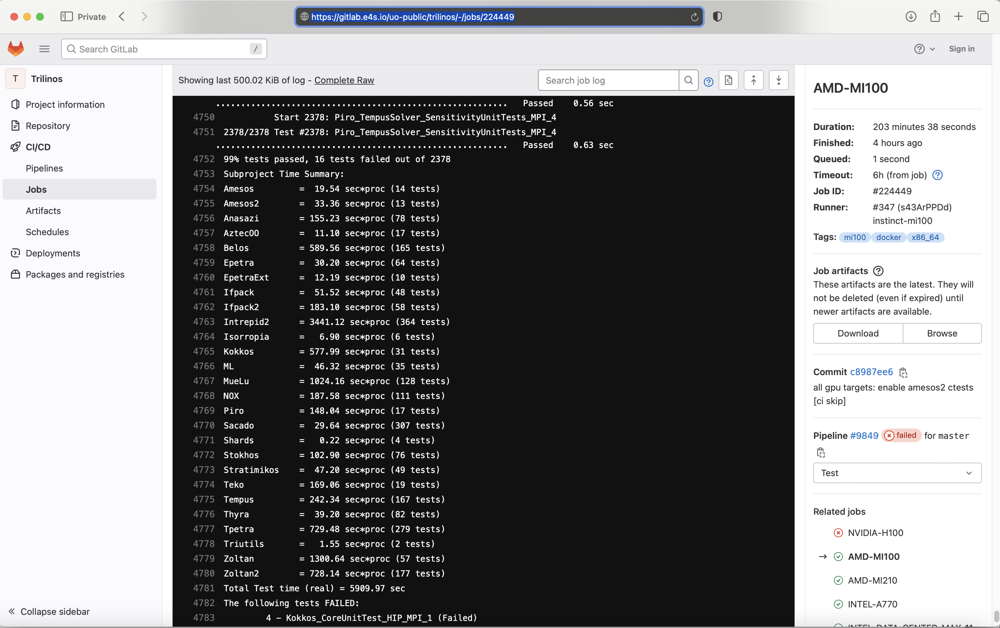 Private
https://gitlab.e4s.io/uo-public/trilinos/-/jobs/224449
Search GitLab
/
Sign in
T Trilinos
Project information
Repository
CI/CD
Pipelines
Jobs
Artifacts
Schedules
Deployments
Packages and registries
Collapse sidebar
Showing last 500.02 KiB of log - Complete Raw
Search job log
........................................................ Passed 0.56 sec
4750 Start 2378: Piro_TempusSolver_SensitivityUnitTests_MPI_4
4751 2378/2378 Test #2378: Piro_TempusSolver_SensitivityUnitTests_MPI_4
........................................................ Passed 0.63 sec
4752 99% tests passed, 16 tests failed out of 2378
4753 Subproject Time Summary:
4754 Amesos = 19.54 sec*proc (14 tests)
4755 Amesos2 = 33.36 sec*proc (13 tests)
4756 Anasazi = 155.23 sec*proc (78 tests)
4757 AztecOO = 11.10 sec*proc (17 tests)
4758 Belos = 589.56 sec*proc (165 tests)
4759 Epetra = 30.20 sec*proc (64 tests)
4760 EpetraExt = 12.19 sec*proc (10 tests)
4761 Ifpack = 51.52 sec*proc (48 tests)
4762 Ifpack2 = 183.10 sec*proc (58 tests)
4763 Intrepid2 = 3441.12 sec*proc (364 tests)
4764 Isorropia = 6.90 sec*proc (6 tests)
4765 Kokkos = 577.99 sec*proc (31 tests)
4766 ML = 46.32 sec*proc (35 tests)
4767 MueLu = 1024.16 sec*proc (128 tests)
4768 NOX = 187.58 sec*proc (111 tests)
4769 Piro = 148.04 sec*proc (17 tests)
4770 Sacado = 29.64 sec*proc (307 tests)
4771 Shards = 0.22 sec*proc (4 tests)
4772 Stokhos = 102.90 sec*proc (76 tests)
4773 Stratimikos = 47.20 sec*proc (49 tests)
4774 Teko = 169.06 sec*proc (19 tests)
4775 Tempus = 242.34 sec*proc (167 tests)
4776 Thyra = 39.20 sec*proc (82 tests)
4777 Tpetra = 729.48 sec*proc (279 tests)
4778 Triutils = 1.55 sec*proc (2 tests)
4779 Zoltan = 1300.64 sec*proc (57 tests)
4780 Zoltan2 = 728.14 sec*proc (177 tests)
4781 Total Test time (real) = 5909.97 sec
4782 The following tests FAILED:
4783 4 - Kokkos_CoreUnitTest_HIP_MPI_1 (Failed)
AMD-MI100
Duration: 203 minutes 38 seconds
Finished: 4 hours ago
Queued: 1 second
Timeout: 6h (from job)
Job ID: #224449
Runner: #347 (s43ArPPDd)
instinct-mi100
Tags: mi100 docker x86_64
Job artifacts
These artifacts are the latest. They will
not be deleted (even if expired) until
newer artifacts are available.
Download Browse
Commit c8987ee6
all gpu targets: enable amesos2 ctests
[ci skip]
Pipeline #9849 failed for master
Test
Related jobs
NVIDIA-H100
→ AMD-MI100
AMD-MI210
INTEL-A770